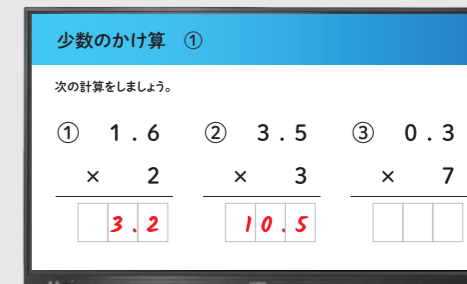 少数のかけ算 ①
次の計算をしましょう。
① 1.6 ② 3.5 ③ 0.3
× 2 × 3 × 7
3.2 10.5